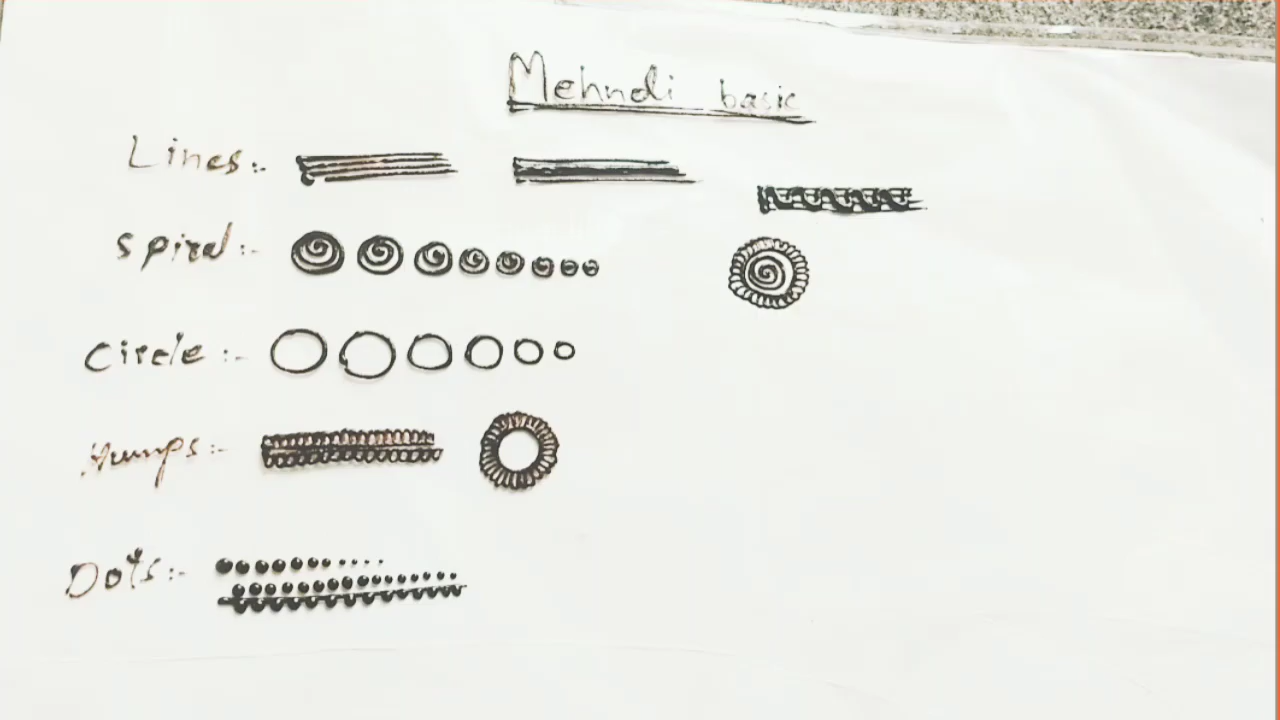 Mehndi basic
Lines:-
Spiral:-
Circle:-
Humps:-
Dots:-